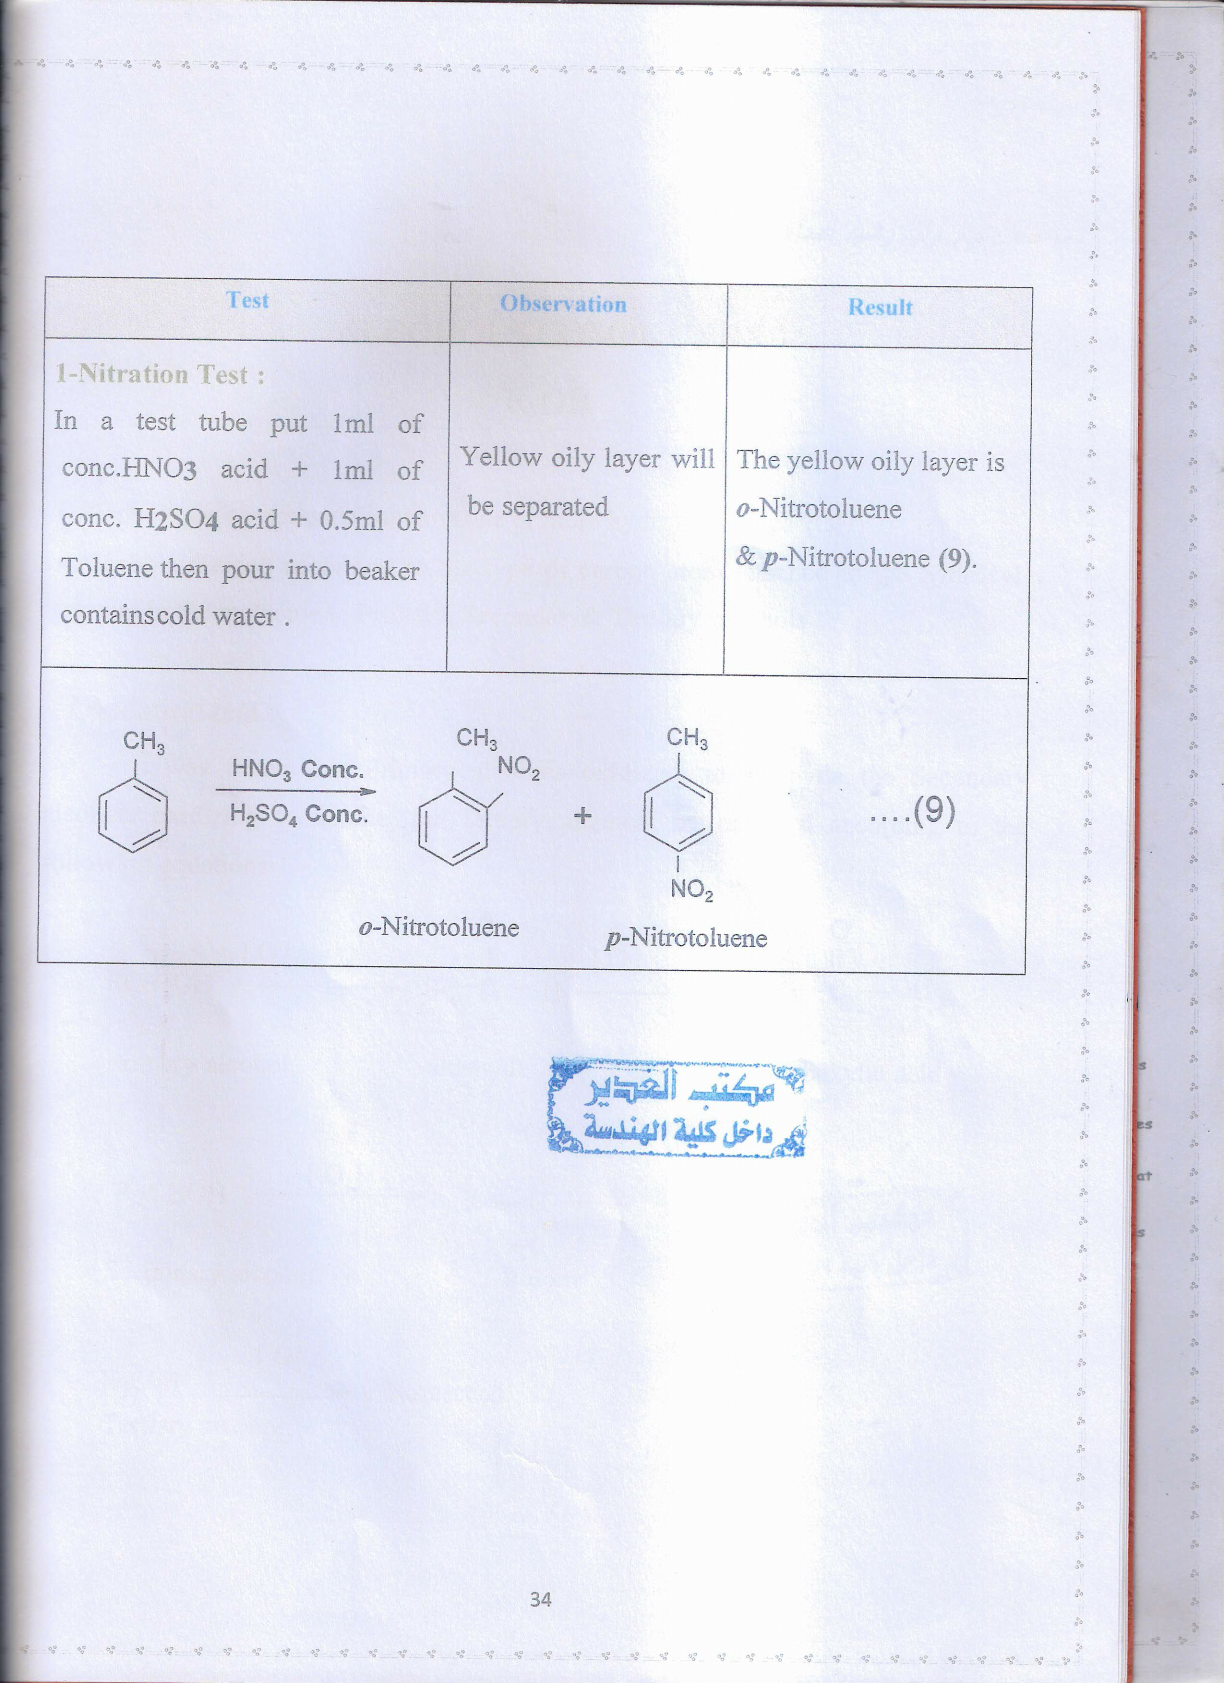 Test
Observation
Result
1-Nitration Test :
In a test tube put 1ml of
conc.HNO3 acid + 1ml of
conc. H2SO4 acid + 0.5ml of
Toluene then pour into beaker
contains cold water .
Yellow oily layer will
be separated
The yellow oily layer is
o-Nitrotoluene
& p-Nitrotoluene (9).
CH₃
HNO₃ Conc.
H₂SO₄ Conc.
CH₃
NO₂
+
CH₃
NO₂
....(9)
o-Nitrotoluene
p-Nitrotoluene
مكتب الغدير
داخل كلية الهندسة
34
s
es
at
s